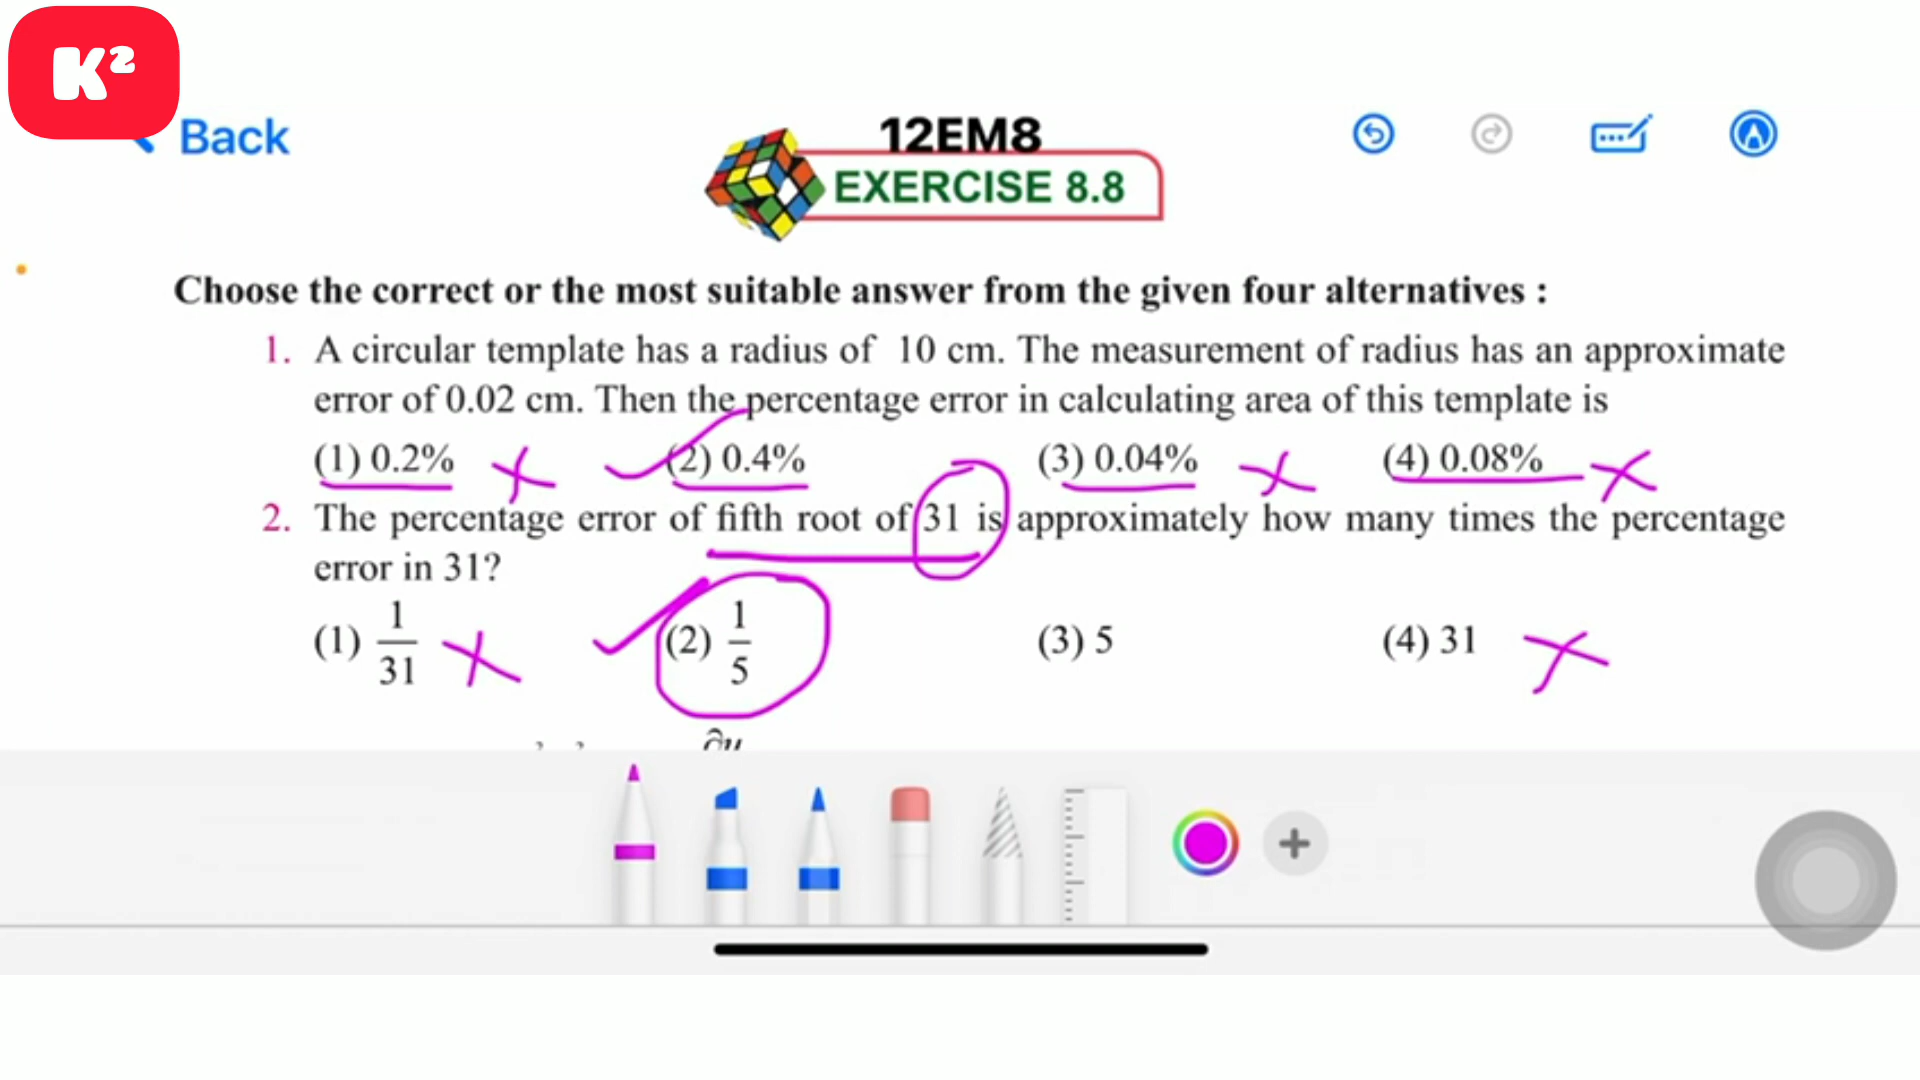 K²
Back
12EM8
EXERCISE 8.8
Choose the correct or the most suitable answer from the given four alternatives :
1. A circular template has a radius of 10 cm. The measurement of radius has an approximate
error of 0.02 cm. Then the percentage error in calculating area of this template is
(1) 0.2% (2) 0.4% (3) 0.04% (4) 0.08%
2. The percentage error of fifth root of 31 is approximately how many times the percentage
error in 31?
(1) 1/31 (2) 1/5 (3) 5 (4) 31